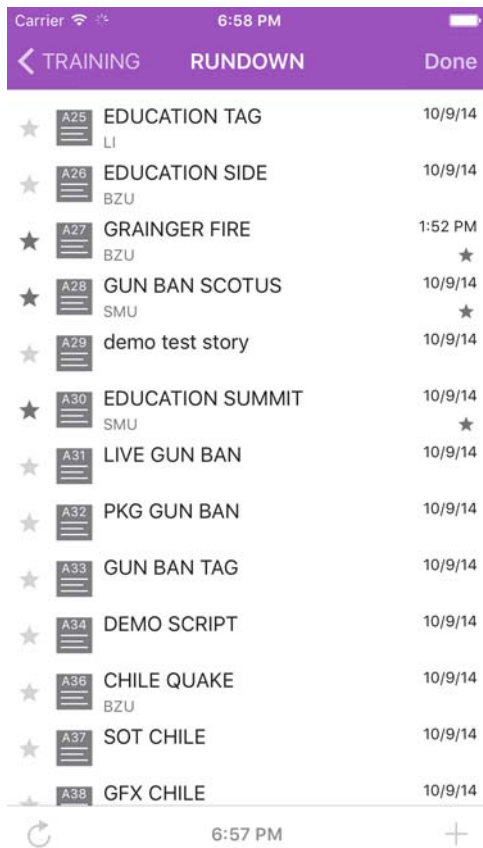 Carrier 6:58 PM
TRAINING RUNDOWN Done
A25 EDUCATION TAG 10/9/14
LI
A26 EDUCATION SIDE 10/9/14
BZU
A27 GRAINGER FIRE 1:52 PM
BZU
A28 GUN BAN SCOTUS 10/9/14
SMU
A29 demo test story 10/9/14
A30 EDUCATION SUMMIT 10/9/14
SMU
A31 LIVE GUN BAN 10/9/14
A32 PKG GUN BAN 10/9/14
A33 GUN BAN TAG 10/9/14
A34 DEMO SCRIPT 10/9/14
A36 CHILE QUAKE 10/9/14
BZU
A37 SOT CHILE 10/9/14
A38 GFX CHILE 10/9/14
6:57 PM